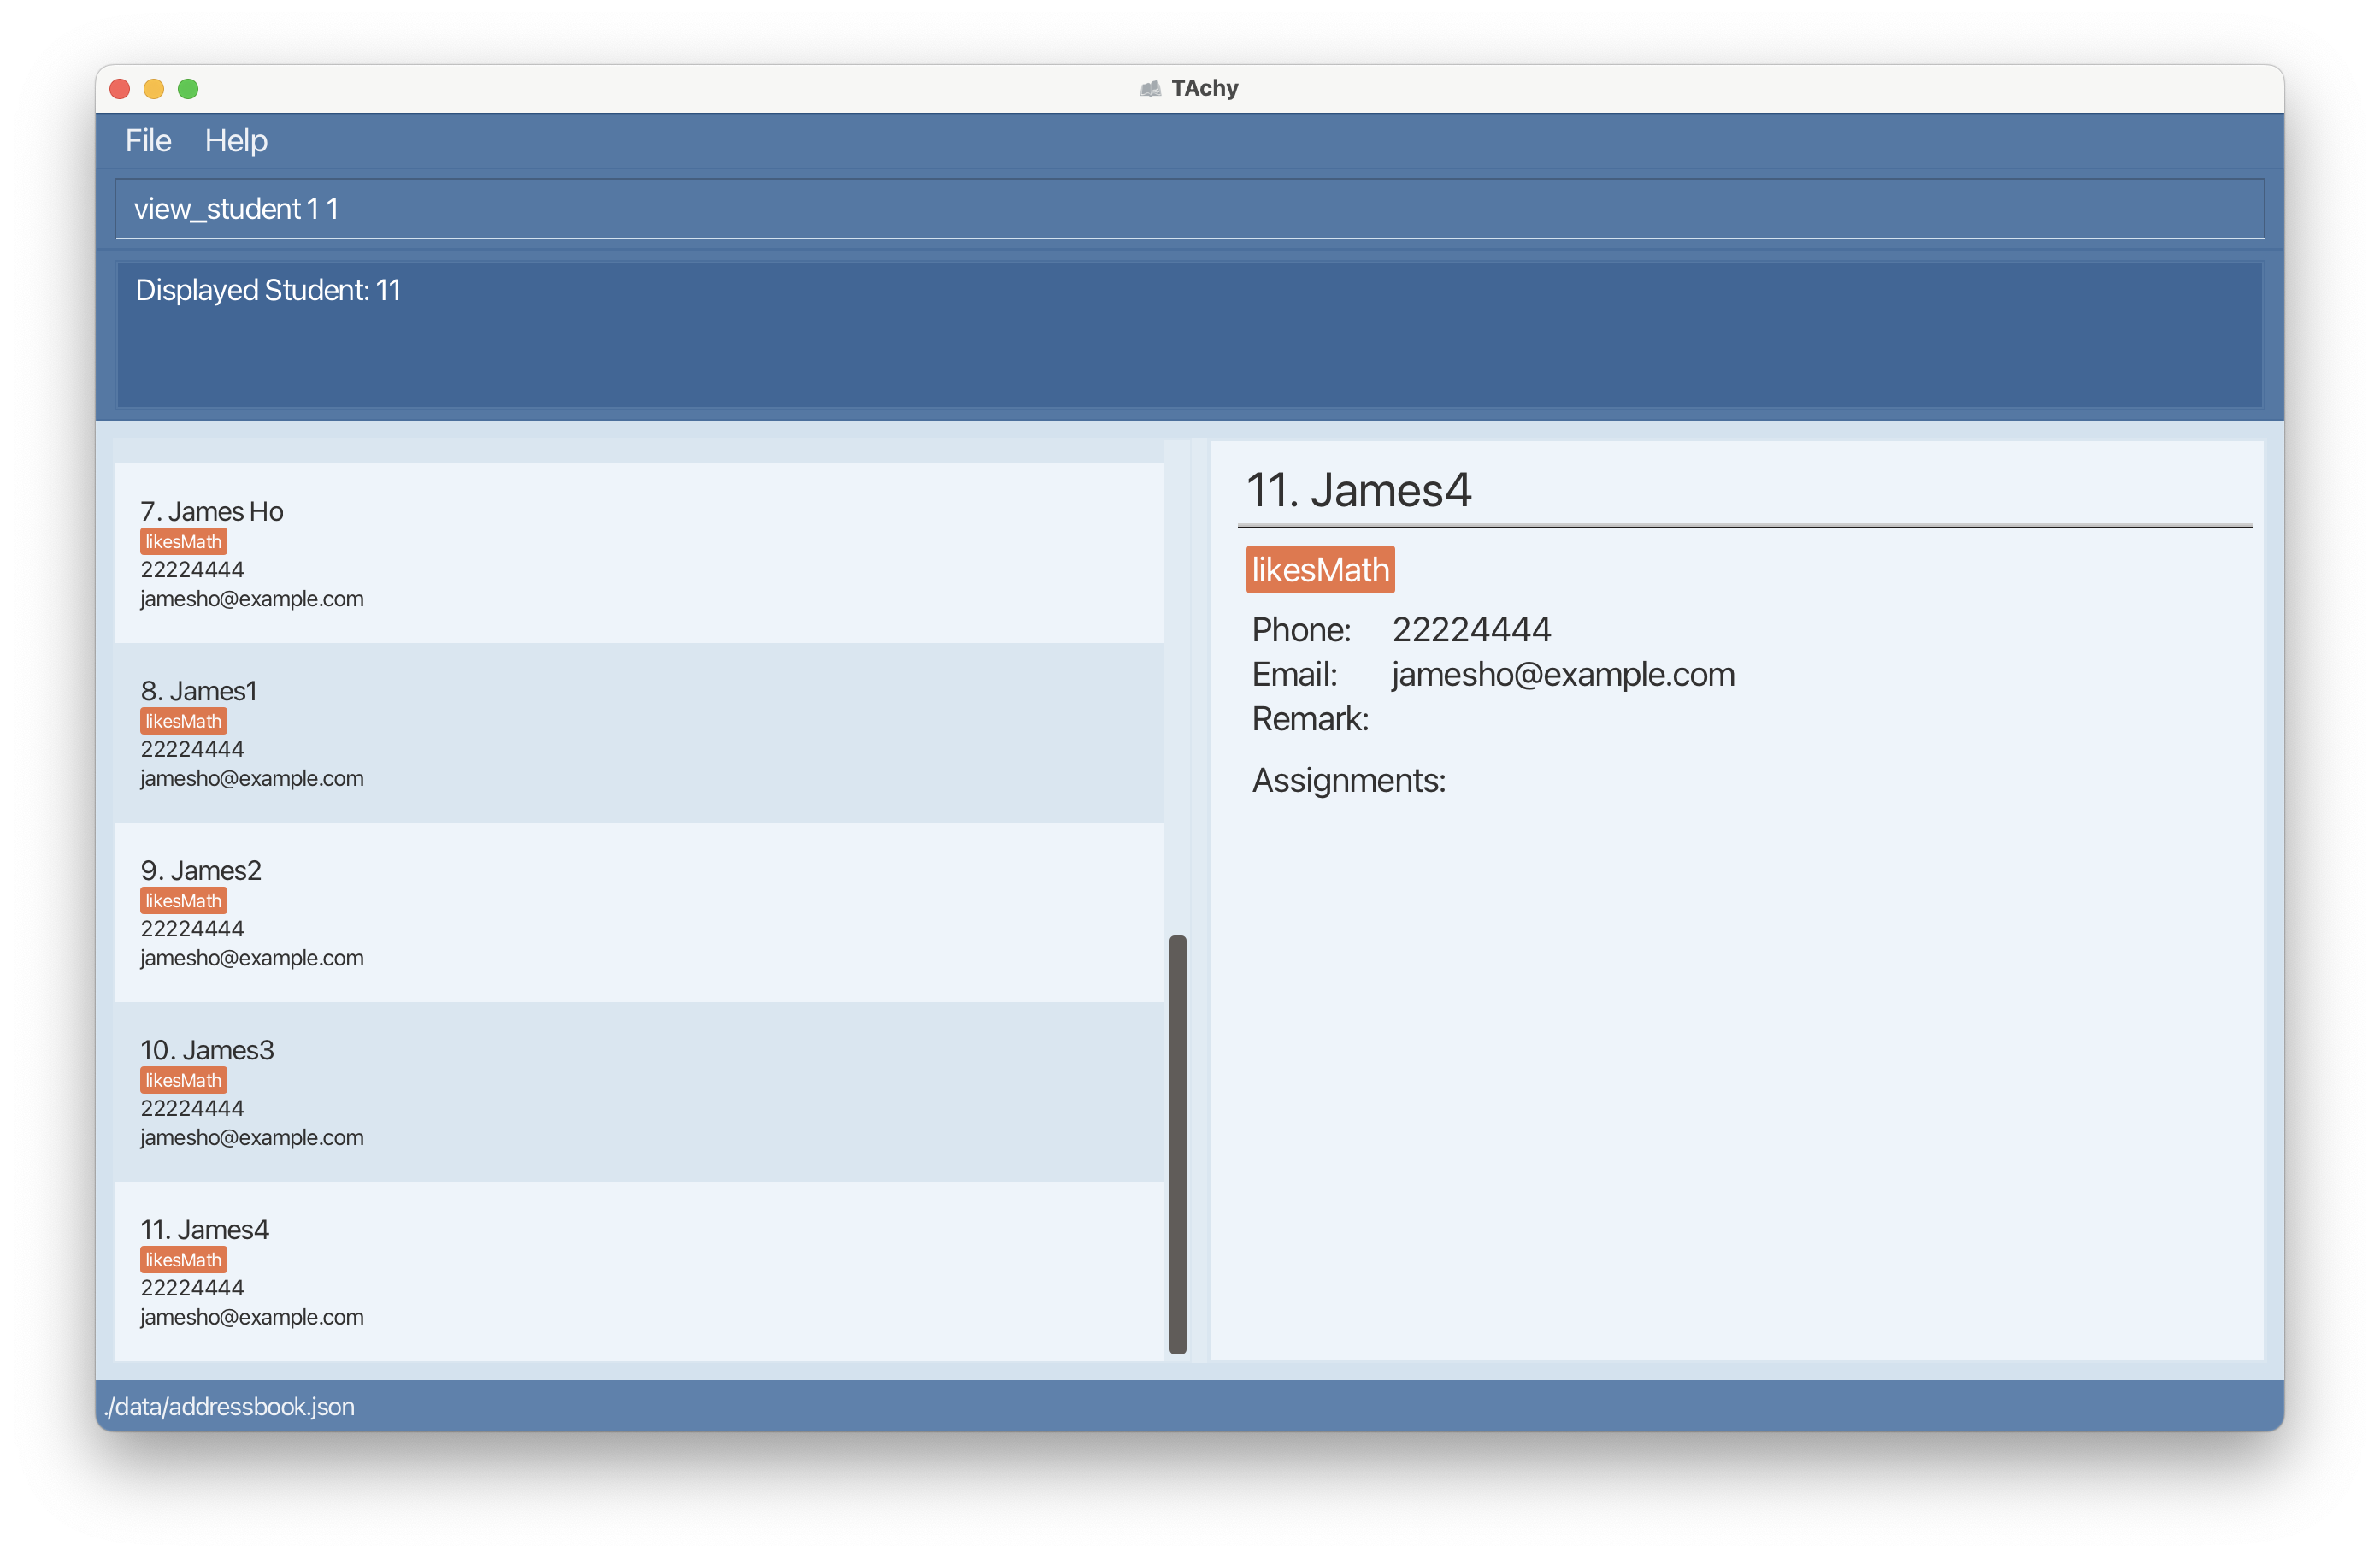 TAchy
File Help
view_student 1 1
Displayed Student: 11
7. James Ho
likesMath
22224444
jamesho@example.com
8. James1
likesMath
22224444
jamesho@example.com
9. James2
likesMath
22224444
jamesho@example.com
10. James3
likesMath
22224444
jamesho@example.com
11. James4
likesMath
22224444
jamesho@example.com
11. James4
likesMath
Phone: 22224444
Email: jamesho@example.com
Remark:
Assignments:
./data/addressbook.json